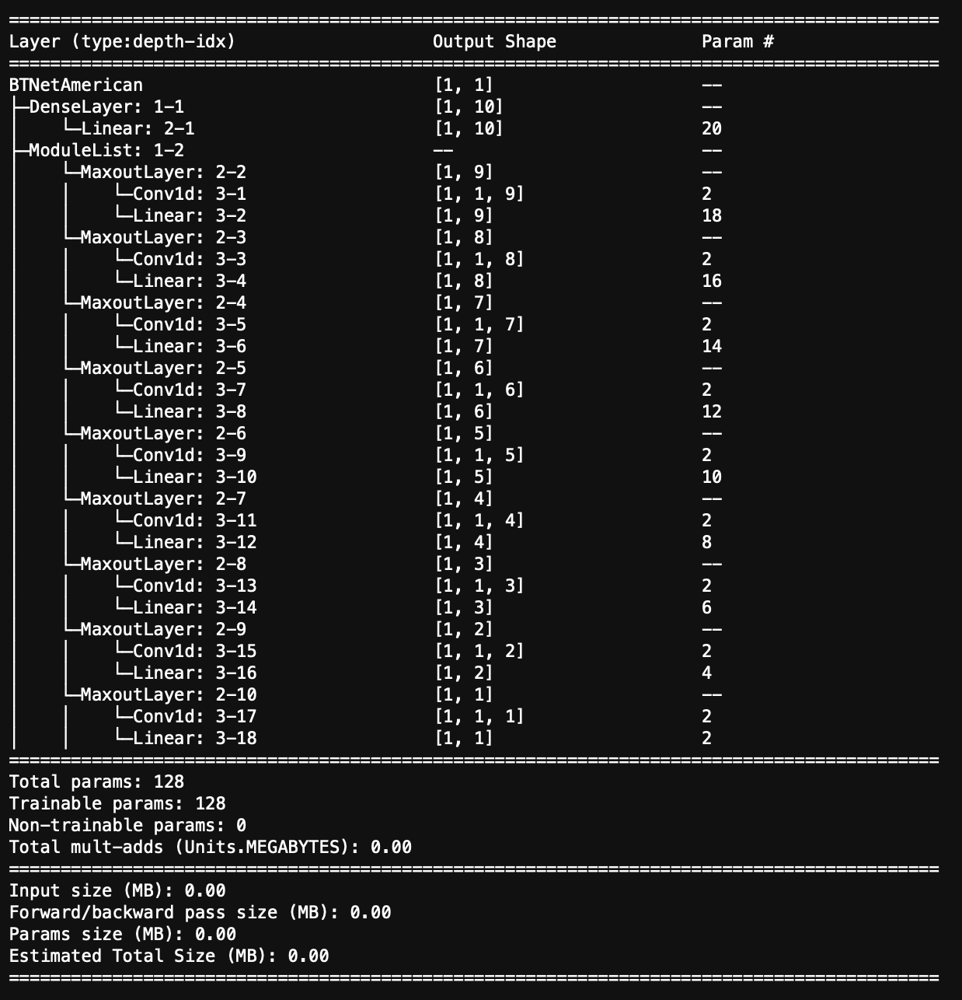 ==========================================================================================
Layer (type:depth-idx)                   Output Shape              Param #
==========================================================================================
BTNetAmerican                            [1, 1]                    --
├─DenseLayer: 1-1                        [1, 10]                   --
│    └─Linear: 2-1                       [1, 10]                   20
├─ModuleList: 1-2                        --                        --
│    └─MaxoutLayer: 2-2                  [1, 9]                    --
│    │    └─Conv1d: 3-1                  [1, 1, 9]                 2
│    │    └─Linear: 3-2                  [1, 9]                    18
│    └─MaxoutLayer: 2-3                  [1, 8]                    --
│    │    └─Conv1d: 3-3                  [1, 1, 8]                 2
│    │    └─Linear: 3-4                  [1, 8]                    16
│    └─MaxoutLayer: 2-4                  [1, 7]                    --
│    │    └─Conv1d: 3-5                  [1, 1, 7]                 2
│    │    └─Linear: 3-6                  [1, 7]                    14
│    └─MaxoutLayer: 2-5                  [1, 6]                    --
│    │    └─Conv1d: 3-7                  [1, 1, 6]                 2
│    │    └─Linear: 3-8                  [1, 6]                    12
│    └─MaxoutLayer: 2-6                  [1, 5]                    --
│    │    └─Conv1d: 3-9                  [1, 1, 5]                 2
│    │    └─Linear: 3-10                 [1, 5]                    10
│    └─MaxoutLayer: 2-7                  [1, 4]                    --
│    │    └─Conv1d: 3-11                 [1, 1, 4]                 2
│    │    └─Linear: 3-12                 [1, 4]                    8
│    └─MaxoutLayer: 2-8                  [1, 3]                    --
│    │    └─Conv1d: 3-13                 [1, 1, 3]                 2
│    │    └─Linear: 3-14                 [1, 3]                    6
│    └─MaxoutLayer: 2-9                  [1, 2]                    --
│    │    └─Conv1d: 3-15                 [1, 1, 2]                 2
│    │    └─Linear: 3-16                 [1, 2]                    4
│    └─MaxoutLayer: 2-10                 [1, 1]                    --
│    │    └─Conv1d: 3-17                 [1, 1, 1]                 2
│    │    └─Linear: 3-18                 [1, 1]                    2
==========================================================================================
Total params: 128
Trainable params: 128
Non-trainable params: 0
Total mult-adds (Units.MEGABYTES): 0.00
==========================================================================================
Input size (MB): 0.00
Forward/backward pass size (MB): 0.00
Params size (MB): 0.00
Estimated Total Size (MB): 0.00
==========================================================================================